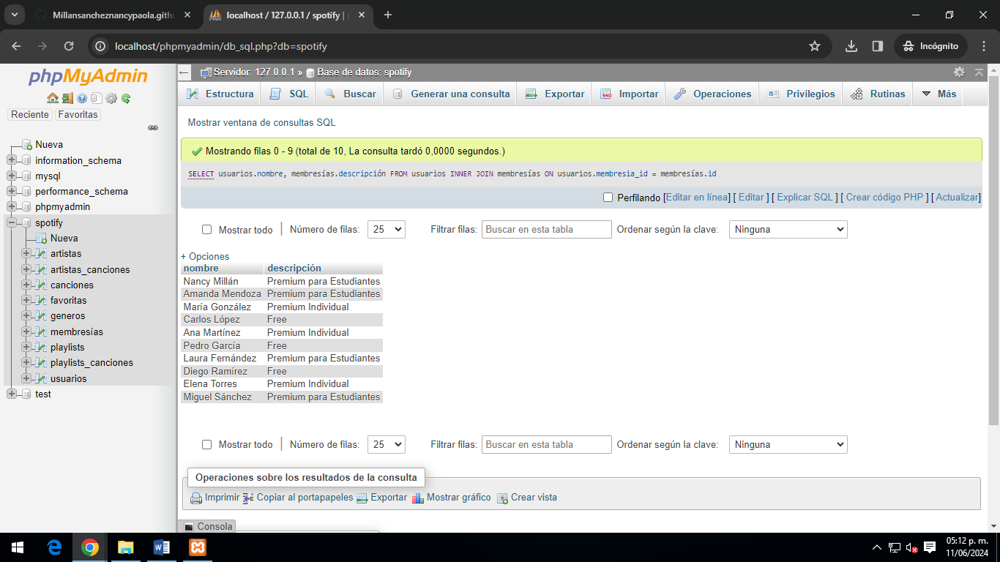 Millansancheznancypaola.gith
localhost / 127.0.0.1 / spotify |
Incógnito
localhost/phpmyadmin/db_sql.php?db=spotify
phpMyAdmin
Reciente Favoritas
Nueva
information_schema
mysql
performance_schema
phpmyadmin
spotify
Nueva
artistas
artistas_canciones
canciones
favoritas
generos
membresías
playlists
playlists_canciones
usuarios
test
Servidor: 127.0.0.1 » Base de datos: spotify
Estructura SQL Buscar Generar una consulta Exportar Importar Operaciones Privilegios Rutinas Más
Mostrar ventana de consultas SQL
Mostrando filas 0 - 9 (total de 10, La consulta tardó 0,0000 segundos.)
SELECT usuarios.nombre, membresías.descripción FROM usuarios INNER JOIN membresías ON usuarios.membresia_id = membresías.id
Perfilando [Editar en línea] [ Editar ] [ Explicar SQL ] [ Crear código PHP ] [ Actualizar]
Mostrar todo | Número de filas: 25 Filtrar filas: Buscar en esta tabla Ordenar según la clave: Ninguna
+ Opciones
nombre descripción
Nancy Millán Premium para Estudiantes
Amanda Mendoza Premium para Estudiantes
María González Premium Individual
Carlos López Free
Ana Martínez Premium Individual
Pedro García Free
Laura Fernández Premium para Estudiantes
Diego Ramírez Free
Elena Torres Premium Individual
Miguel Sánchez Premium para Estudiantes
Mostrar todo | Número de filas: 25 Filtrar filas: Buscar en esta tabla Ordenar según la clave: Ninguna
Operaciones sobre los resultados de la consulta
Imprimir Copiar al portapapeles Exportar Mostrar gráfico Crear vista
Consola
05:12 p. m.
11/06/2024